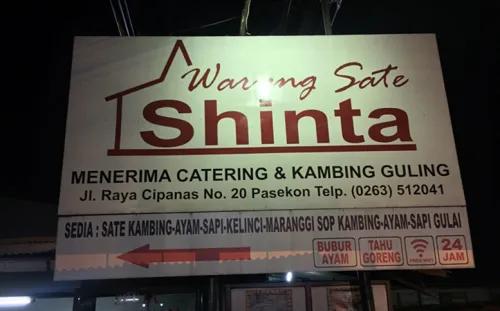 Warung Sate
Shinta
MENERIMA CATERING & KAMBING GULING
Jl. Raya Cipanas No. 20 Pasekon Telp. (0263) 512041
SEDIA : SATE KAMBING-AYAM-SAPI-KELINCI-MARANGGI SOP KAMBING-AYAM-SAPI GULAI
BUBUR AYAM
TAHU GORENG
FREE WIFI
24 JAM